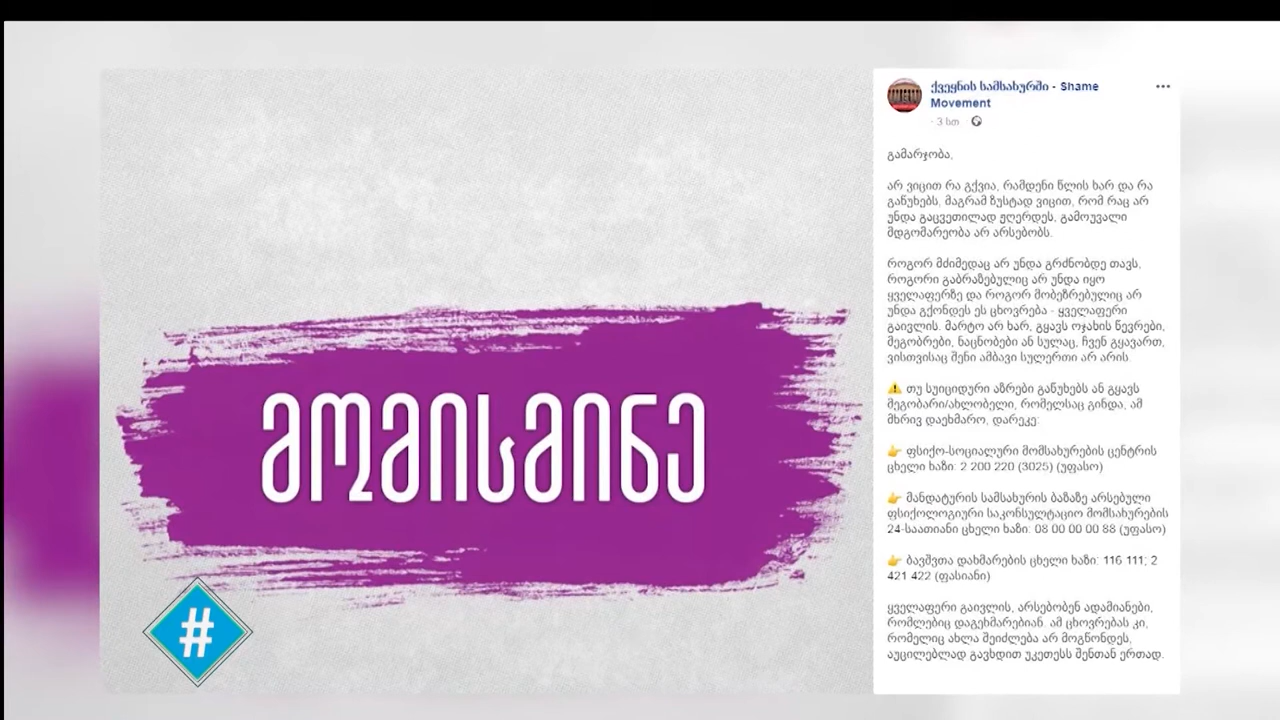 მომისმინე
#
ქვეყნის სამსახურში - Shame
Movement
· 3 სთ ·
გამარჯობა,
არ ვიცით რა გქვია, რამდენი წლის ხარ და რა
გაწუხებს, მაგრამ ზუსტად ვიცით, რომ რაც არ
უნდა გაცვეთილად ჟღერდეს, გამოუვალი
მდგომარეობა არ არსებობს.
როგორ მძიმედაც არ უნდა გრძნობდე თავს,
როგორი გაბრაზებულიც არ უნდა იყო
ყველაფერზე და როგორ მობეზრებულიც არ
უნდა გქონდეს ეს ცხოვრება - ყველაფერი
გაივლის. მარტო არ ხარ, გყავს ოჯახის წევრები,
მეგობრები, ნაცნობები ან სულაც, ჩვენ გყავართ,
ვისთვისაც შენი ამბავი სულერთი არ არის.
⚠️ თუ სუიციდური აზრები გაწუხებს ან გყავს
მეგობარი/ახლობელი, რომელსაც გინდა, ამ
მხრივ დაეხმარო, დარეკე:
👉 ფსიქო-სოციალური მომსახურების ცენტრის
ცხელი ხაზი: 2 200 220 (3025) (უფასო)
👉 მანდატურის სამსახურის ბაზაზე არსებული
ფსიქოლოგიური საკონსულტაციო მომსახურების
24-საათიანი ცხელი ხაზი: 08 00 00 00 88 (უფასო)
👉 ბავშვთა დახმარების ცხელი ხაზი: 116 111; 2
421 422 (ფასიანი)
ყველაფერი გაივლის, არსებობენ ადამიანები,
რომლებიც დაგეხმარებიან. ამ ცხოვრებას კი,
რომელიც ახლა შეიძლება არ მოგწონდეს,
აუცილებლად გავხდით უკეთესს შენთან ერთად.